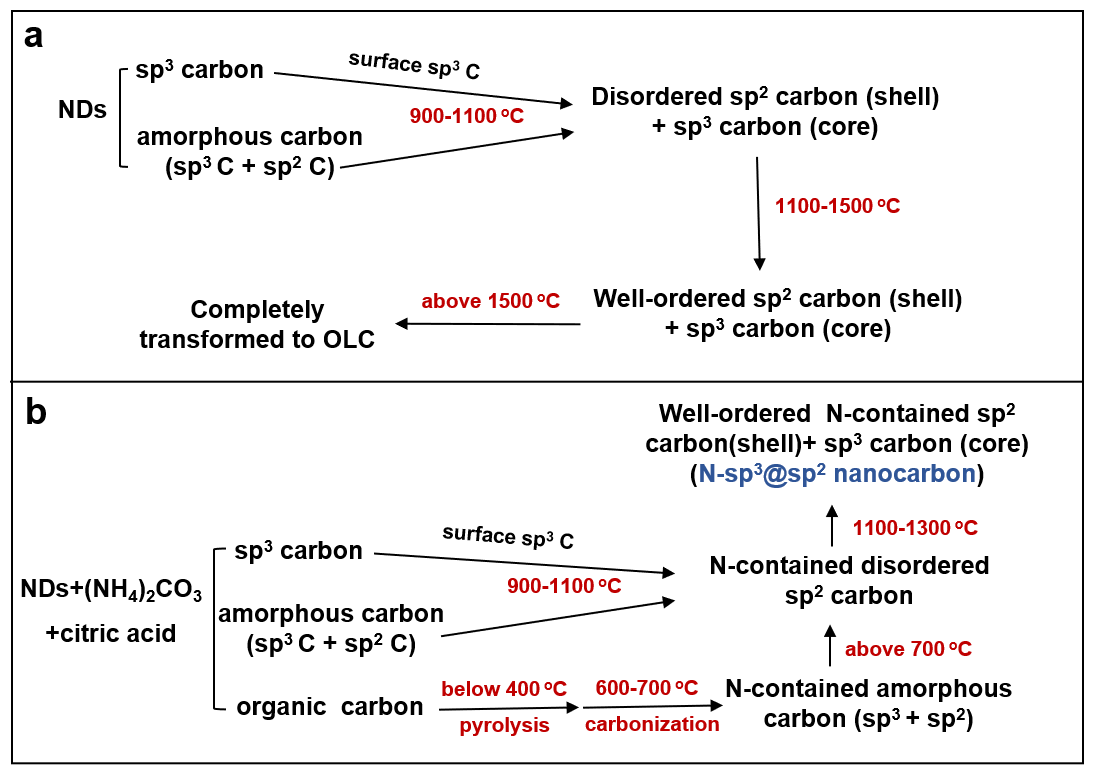 a
sp³ carbon
surface sp³ C
NDs
900-1100 ºC
amorphous carbon
(sp³ C + sp² C)
Disordered sp² carbon (shell)
+ sp³ carbon (core)
1100-1500 ºC
Well-ordered sp² carbon (shell)
+ sp³ carbon (core)
above 1500 ºC
Completely
transformed to OLC
b
Well-ordered N-contained sp²
carbon(shell)+ sp³ carbon (core)
(N-sp³@sp² nanocarbon)
1100-1300 ºC
NDs+(NH₄)₂CO₃
+citric acid
sp³ carbon
surface sp³ C
900-1100 ºC
amorphous carbon
(sp³ C + sp² C)
N-contained disordered
sp² carbon
above 700 ºC
organic carbon
below 400 ºC
pyrolysis
600-700 ºC
carbonization
N-contained amorphous
carbon (sp³ + sp²)